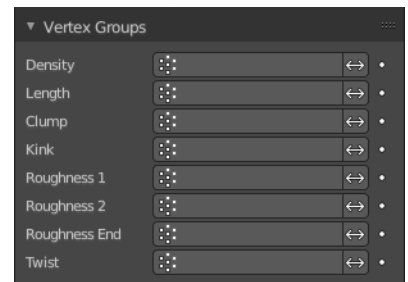 Vertex Groups
Density
Length
Clump
Kink
Roughness 1
Roughness 2
Roughness End
Twist